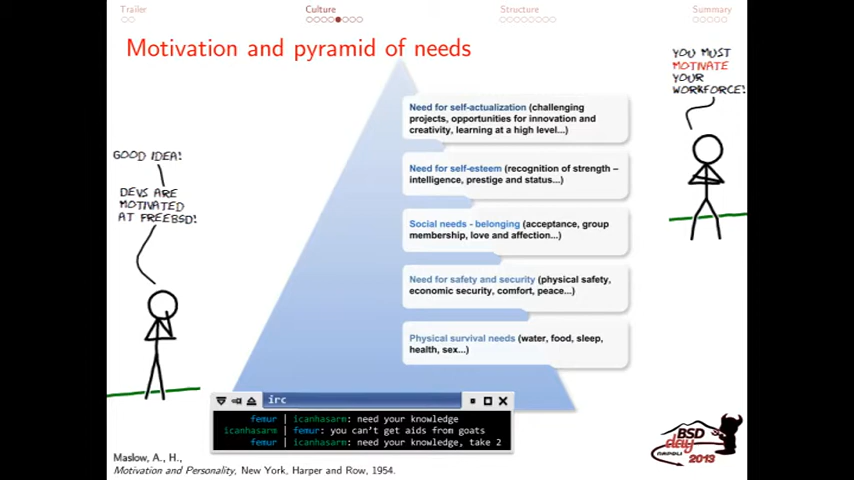 Trailer
Culture
Structure
Summary
Motivation and pyramid of needs
YOU MUST
MOTIVATE
YOUR
WORKFORCE!
Need for self-actualization (challenging
projects, opportunities for innovation and
creativity, learning at a high level...)
GOOD IDEA!
Need for self-esteem (recognition of strength –
intelligence, prestige and status...)
DEVS ARE
MOTIVATED
AT FREEBSD!
Social needs - belonging (acceptance, group
membership, love and affection...)
Need for safety and security (physical safety,
economic security, comfort, peace...)
Physical survival needs (water, food, sleep,
health, sex...)
irc
femur | icanhasarm: need your knowledge
icanhasarm | femur: you can't get aids from goats
femur | icanhasarm: need your knowledge, take 2
BSD
day
NAPOLI
2013
Maslow, A., H.,
Motivation and Personality, New York, Harper and Row, 1954.